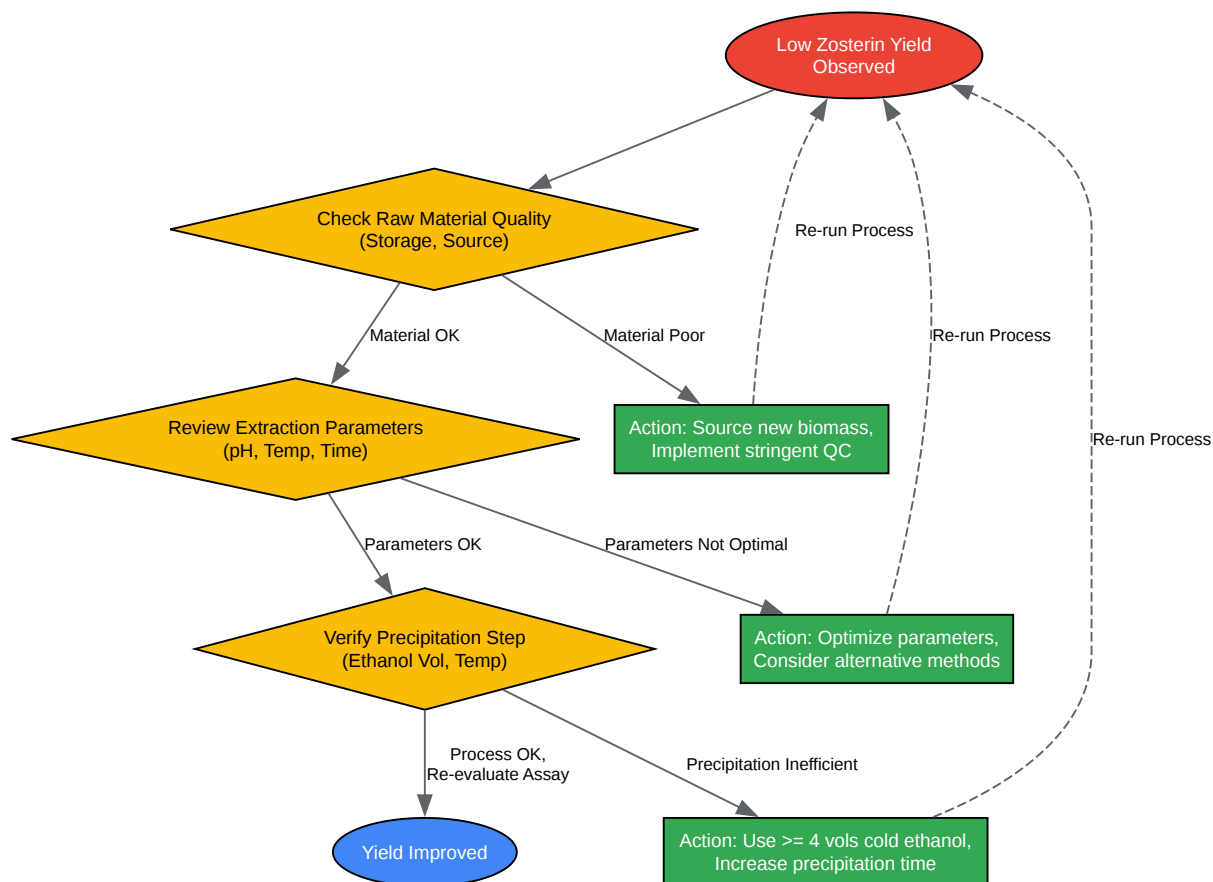 Low Zosterin Yield
Observed
Check Raw Material Quality
(Storage, Source)
Re-run Process
Material OK
Material Poor
Re-run Process
Review Extraction Parameters
(pH, Temp, Time)
Action: Source new biomass,
Implement stringent QC
Re-run Process
Parameters OK
Parameters Not Optimal
Verify Precipitation Step
(Ethanol Vol, Temp)
Action: Optimize parameters,
Consider alternative methods
Process OK,
Re-evaluate Assay
Precipitation Inefficient
Yield Improved
Action: Use >= 4 vols cold ethanol,
Increase precipitation time